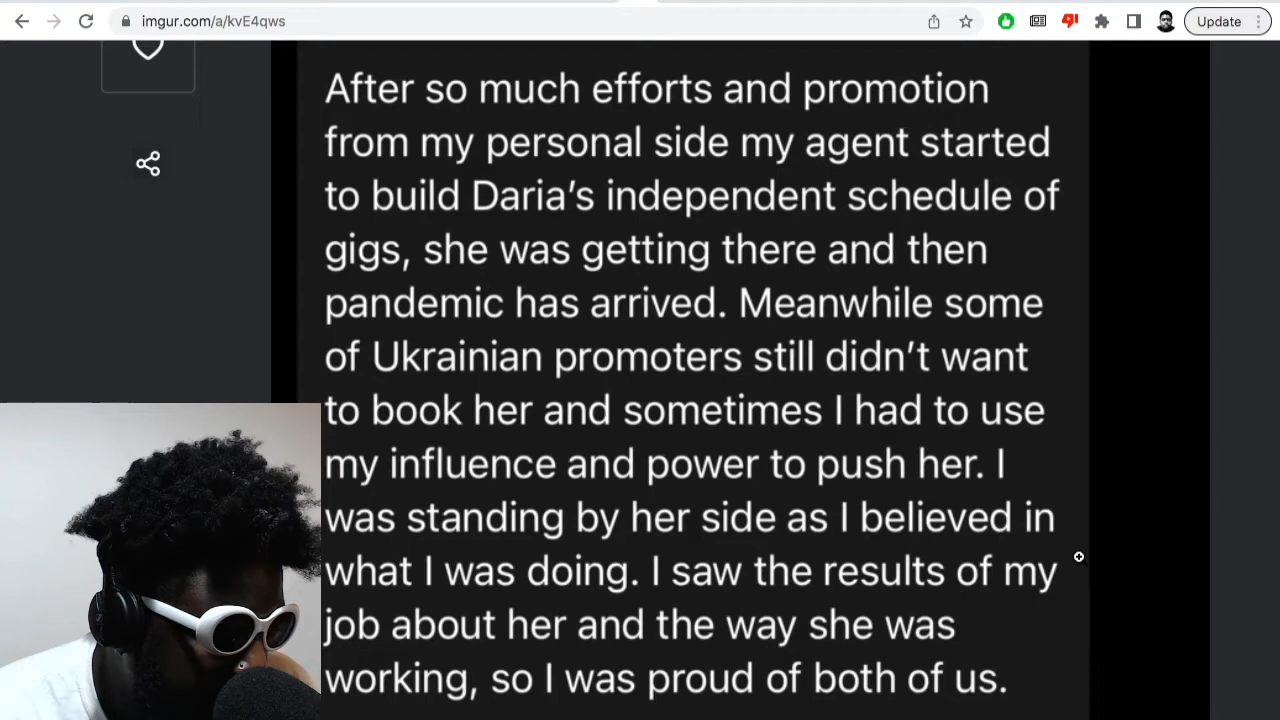 imgur.com/a/kvE4qws
Update
After so much efforts and promotion
from my personal side my agent started
to build Daria’s independent schedule of
gigs, she was getting there and then
pandemic has arrived. Meanwhile some
of Ukrainian promoters still didn’t want
to book her and sometimes I had to use
my influence and power to push her. I
was standing by her side as I believed in
what I was doing. I saw the results of my
job about her and the way she was
working, so I was proud of both of us.